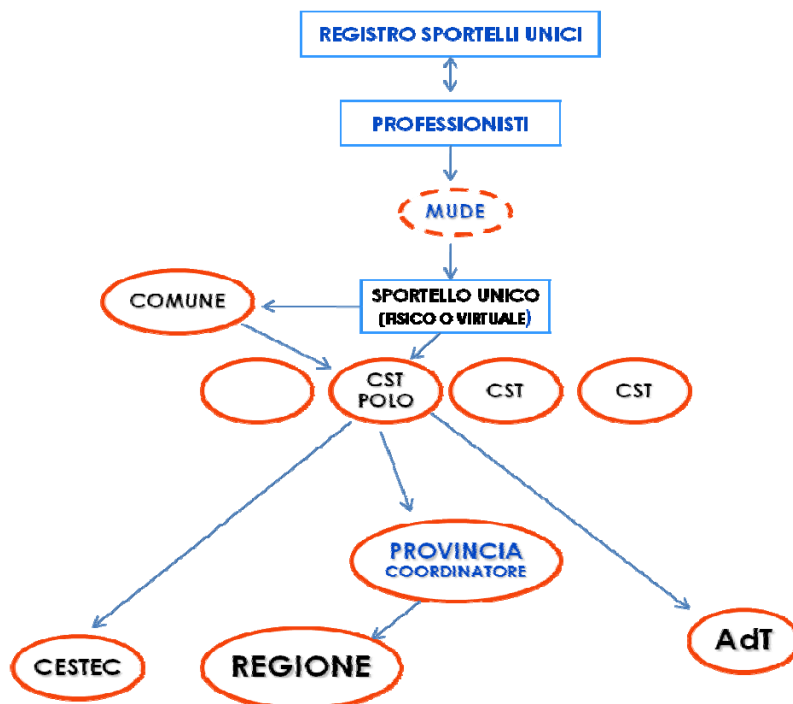 REGISTRO SPORTELLI UNICI
PROFESSIONISTI
MUDE
COMUNE
SPORTELLO UNICO
(FISICO O VIRTUALE)
CST
POLO
CST
CST
PROVINCIA
COORDINATORE
CESTEC
REGIONE
AdT